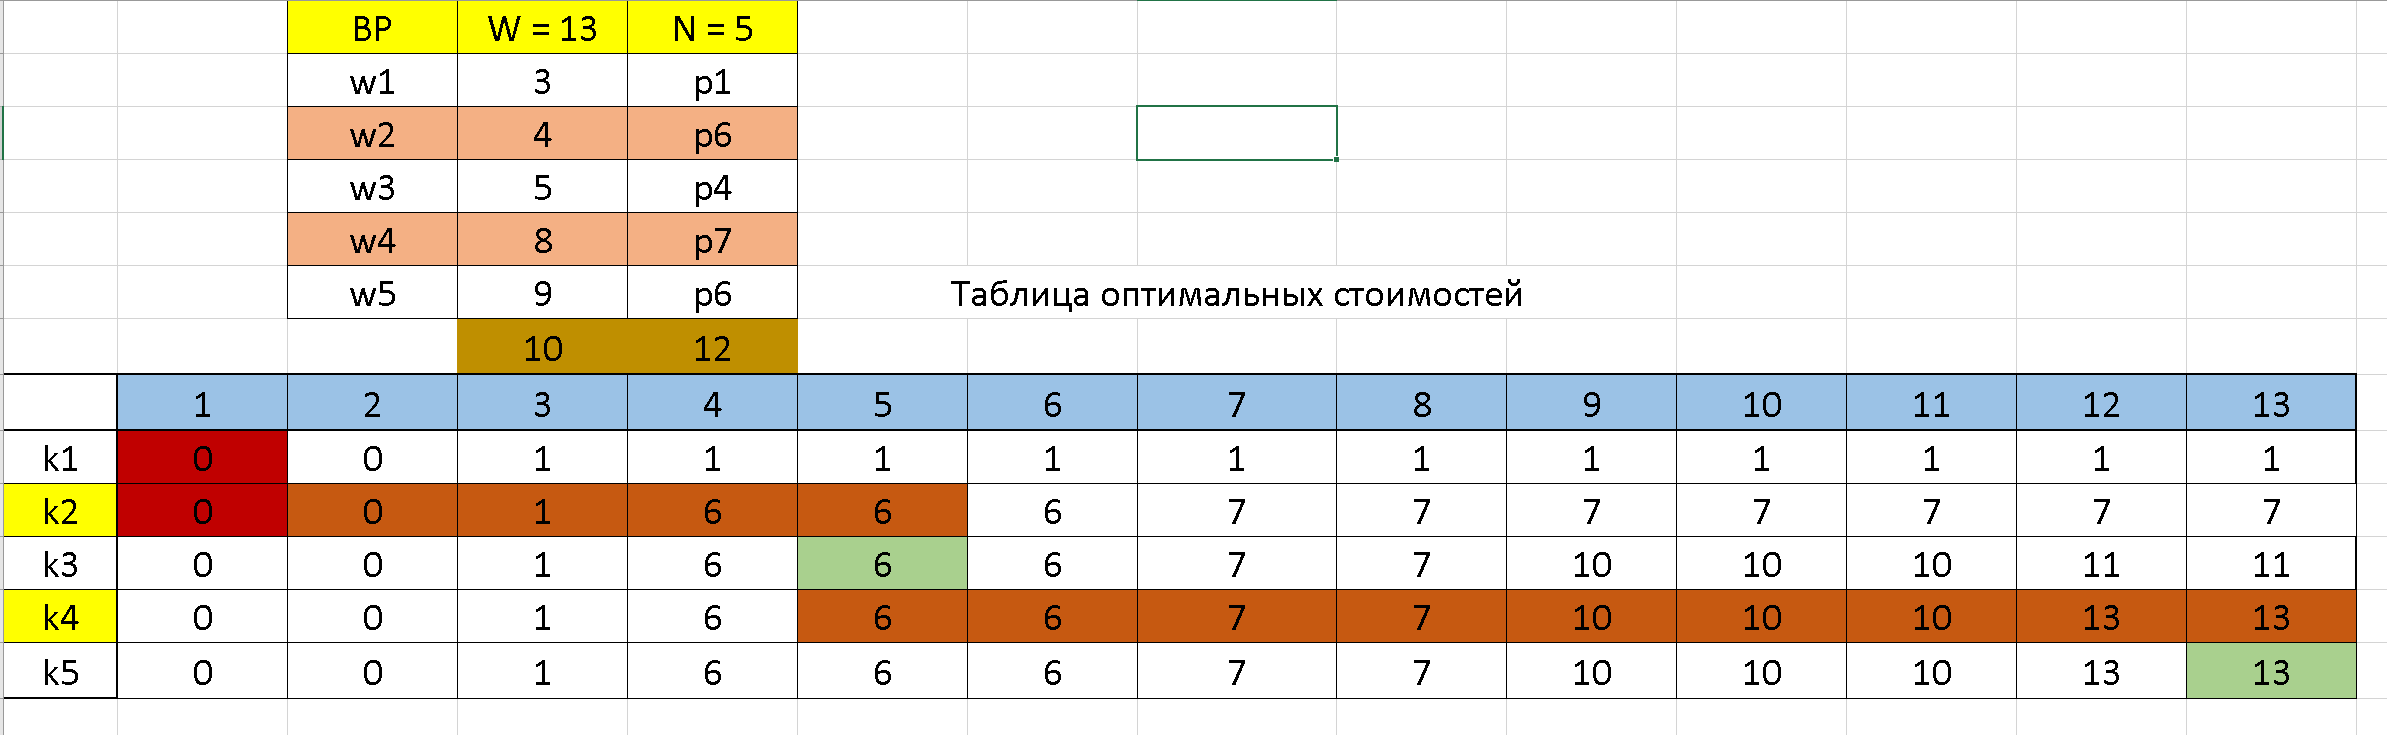 BP W = 13 N = 5
w1 3 p1
w2 4 p6
w3 5 p4
w4 8 p7
w5 9 p6 Таблица оптимальных стоимостей
10 12
1 2 3 4 5 6 7 8 9 10 11 12 13
k1 0 0 1 1 1 1 1 1 1 1 1 1 1
k2 0 0 1 6 6 6 7 7 7 7 7 7 7
k3 0 0 1 6 6 6 7 7 10 10 10 11 11
k4 0 0 1 6 6 6 7 7 10 10 10 13 13
k5 0 0 1 6 6 6 7 7 10 10 10 13 13